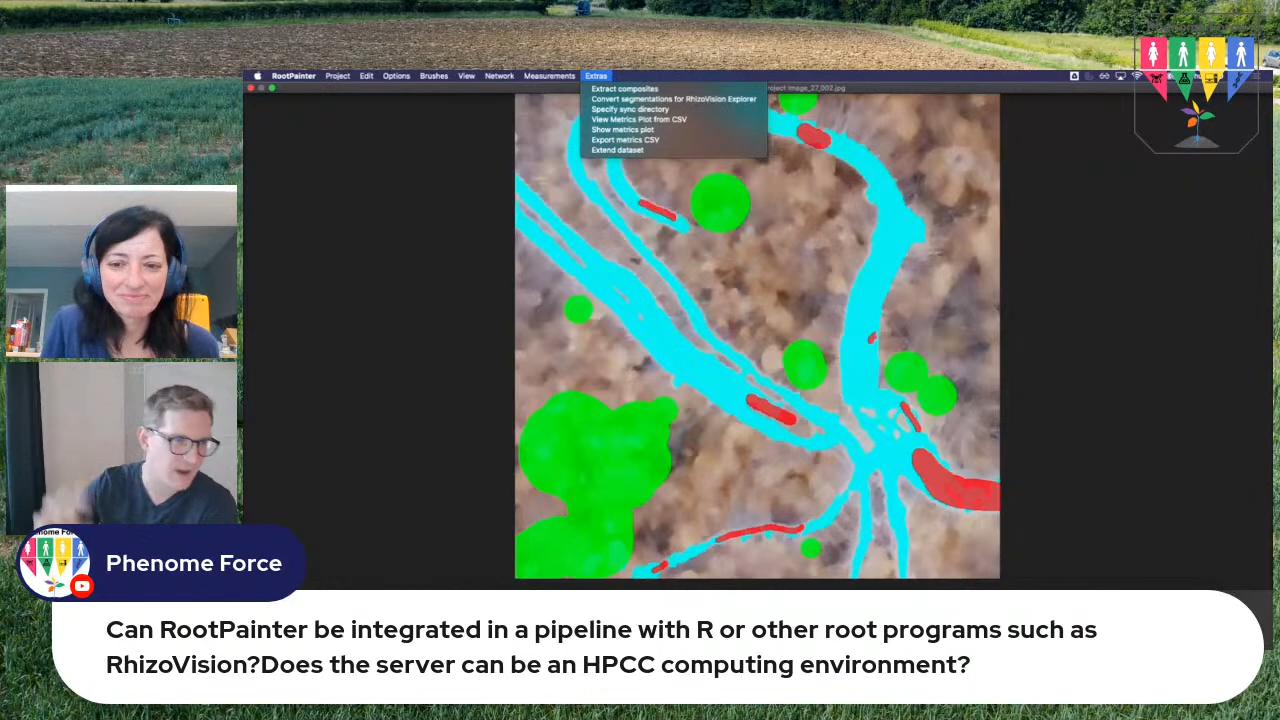 RootPainter Project Edit Options Brushes View Network Measurements Extras
Extract composites
Convert segmentations for RhizoVision Explorer
Specify sync directory
View Metrics Plot from CSV
Show metrics plot
Export metrics CSV
Extend dataset
project Image_27_002.jpg
Phenome Force
Can RootPainter be integrated in a pipeline with R or other root programs such as
RhizoVision?Does the server can be an HPCC computing environment?